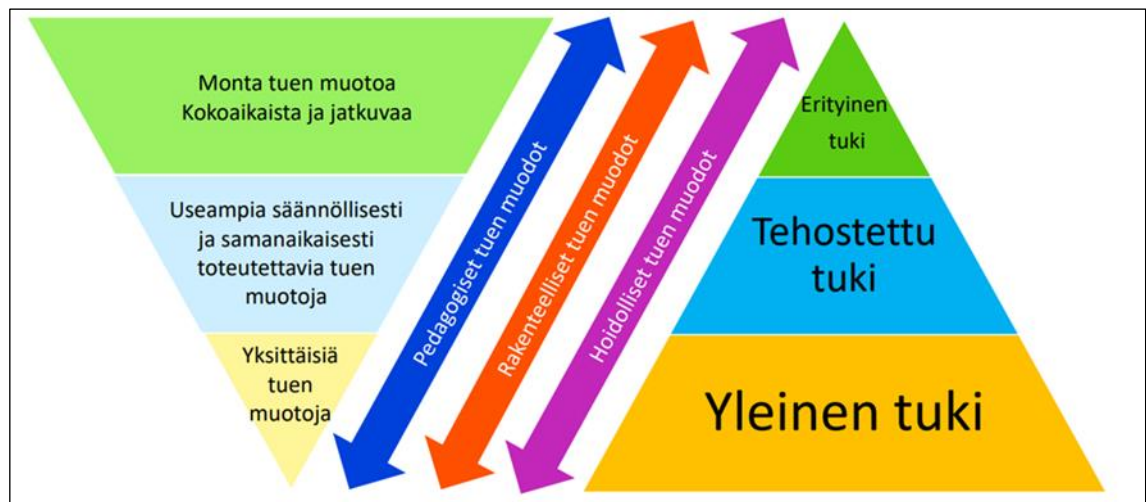 Monta tuen muotoa
Kokoaikaista ja jatkuvaa
Useampia säännöllisesti
ja samanaikaisesti
toteutettavia tuen
muotoja
Yksittäisiä
tuen
muotoja
Pedagogiset tuen muodot
Rakenteelliset tuen muodot
Hoidolliset tuen muodot
Erityinen
tuki
Tehostettu
tuki
Yleinen tuki